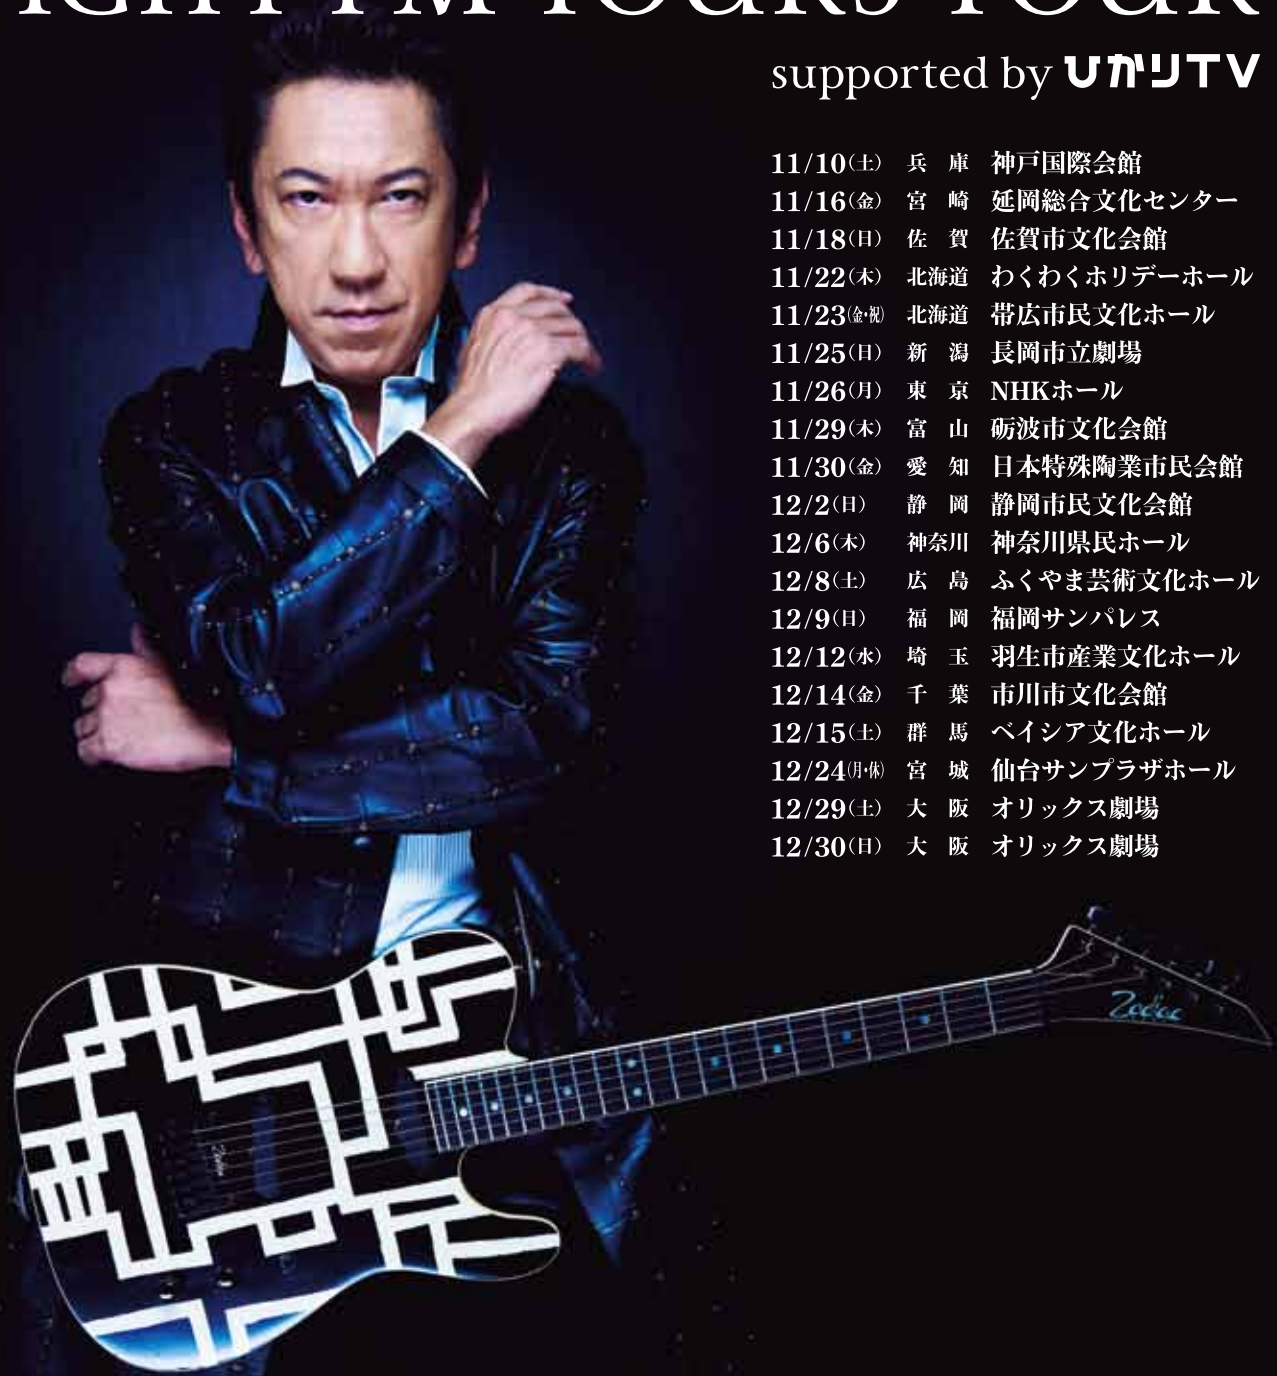 IGHT I'M YOURS TOUR
supported by ひかりTV
11/10(土) 兵 庫 神戸国際会館
11/16(金) 宮 崎 延岡総合文化センター
11/18(日) 佐 賀 佐賀市文化会館
11/22(木) 北海道 わくわくホリデーホール
11/23(金・祝) 北海道 帯広市民文化ホール
11/25(日) 新 潟 長岡市立劇場
11/26(月) 東 京 NHKホール
11/29(木) 富 山 砺波市文化会館
11/30(金) 愛 知 日本特殊陶業市民会館
12/2(日) 静 岡 静岡市民文化会館
12/6(木) 神奈川 神奈川県民ホール
12/8(土) 広 島 ふくやま芸術文化ホール
12/9(日) 福 岡 福岡サンパレス
12/12(水) 埼 玉 羽生市産業文化ホール
12/14(金) 千 葉 市川市文化会館
12/15(土) 群 馬 ベイシア文化ホール
12/24(月・休) 宮 城 仙台サンプラザホール
12/29(土) 大 阪 オリックス劇場
12/30(日) 大 阪 オリックス劇場
Zodiac
Zodiac